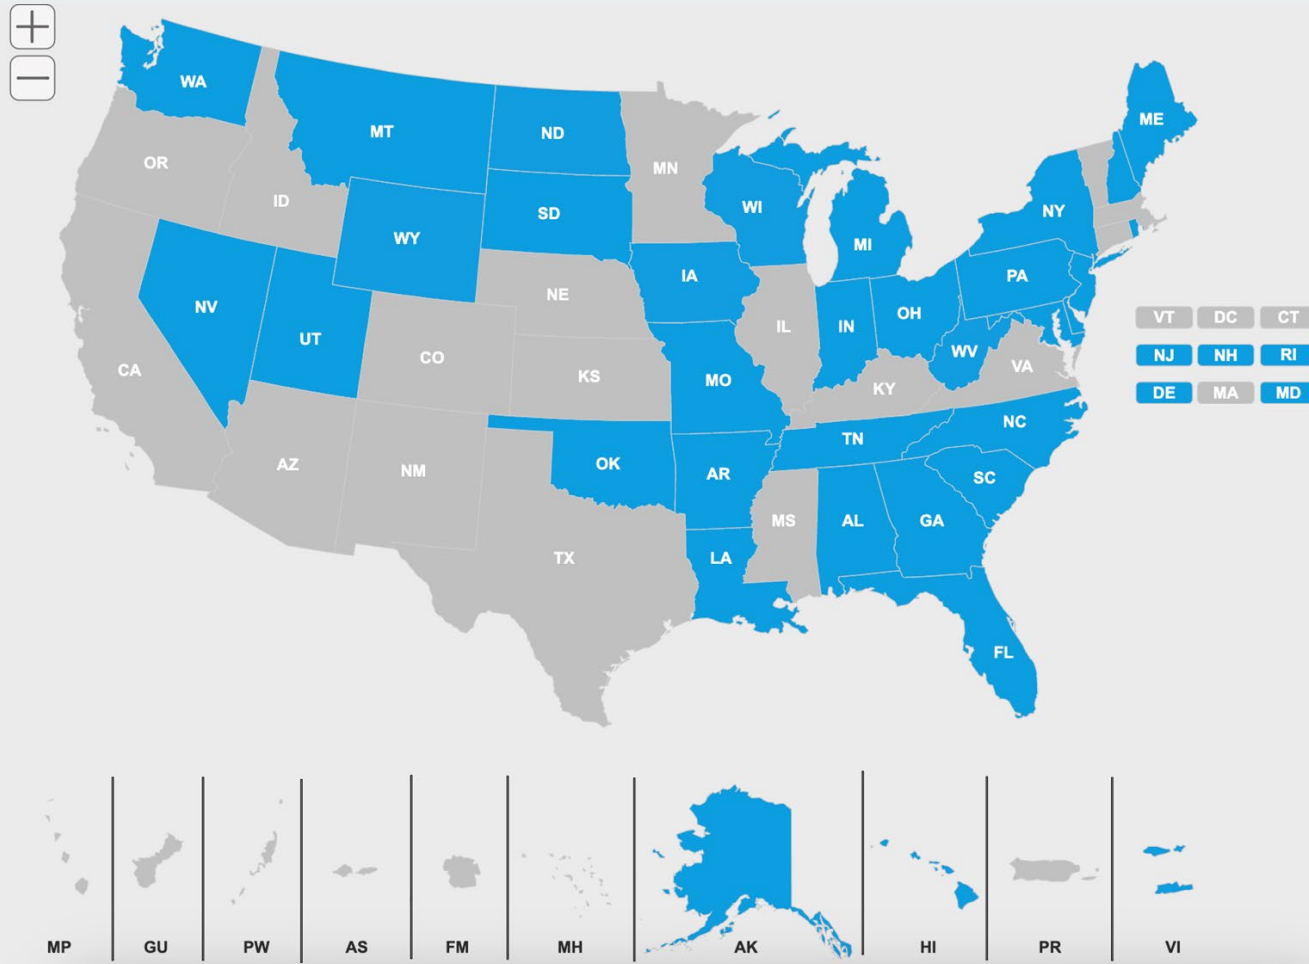 WA
ME
MT
ND
OR
MN
ID
SD
WI
NY
WY
MI
IA
PA
NE
NV
IL
IN
OH
VT DC CT
UT
CO
WV
NJ NH RI
CA
KS
MO
KY
VA
DE MA MD
NC
TN
AZ
NM
OK
AR
SC
MS
AL
GA
TX
LA
FL
MP GU PW AS FM MH AK HI PR VI